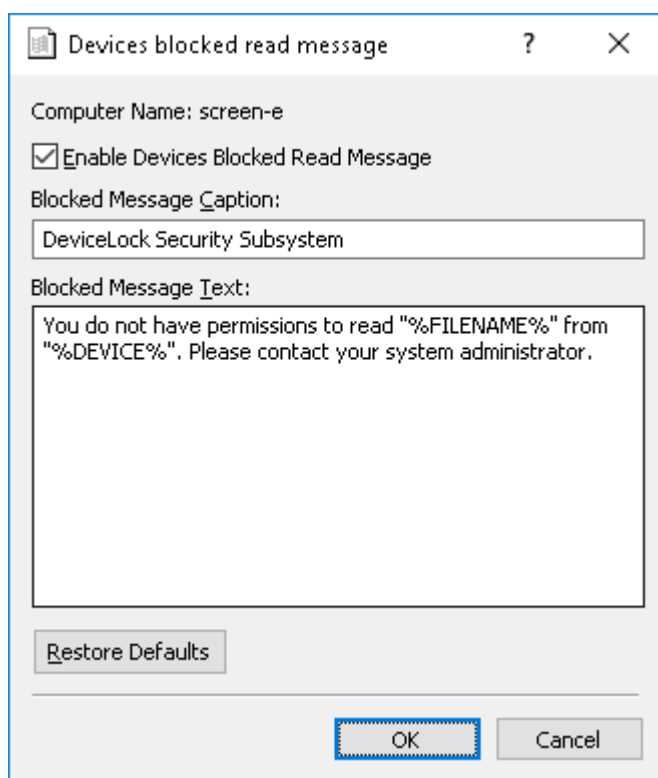 Devices blocked read message
Computer Name: screen-e
Enable Devices Blocked Read Message
Blocked Message Caption:
DeviceLock Security Subsystem
Blocked Message Text:
You do not have permissions to read "%FILENAME%" from
"%DEVICE%". Please contact your system administrator.
Restore Defaults
OK Cancel